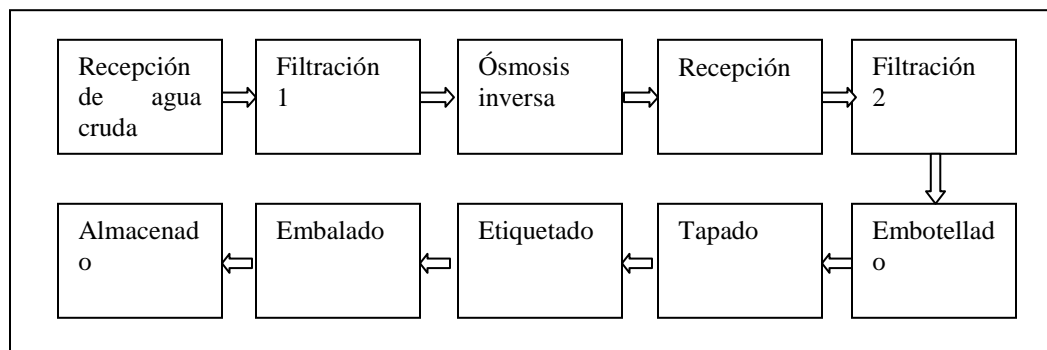 Recepción
de agua
cruda
Filtración
1
Ósmosis
inversa
Recepción
Filtración
2
Embotellad
o
Tapado
Etiquetado
Embalado
Almacenad
o